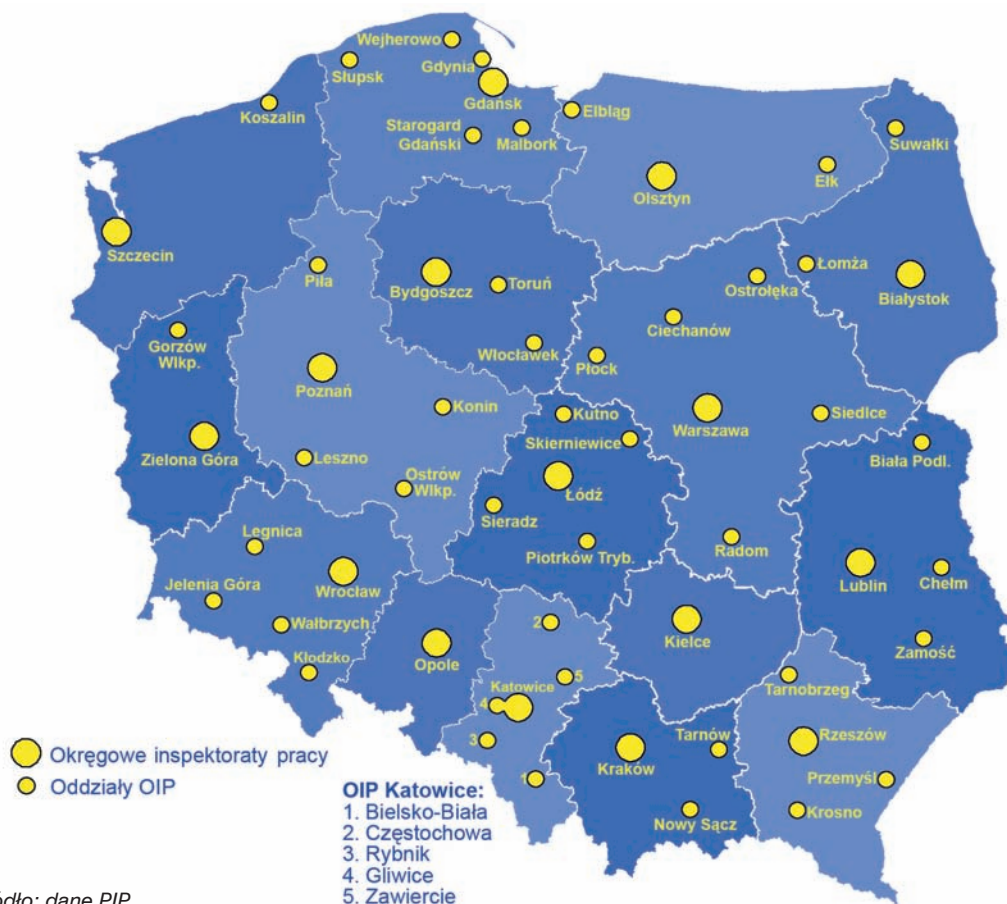 Wejherowo
Słupsk
Gdynia
Gdańsk
Koszalin
Elbląg
Starogard
Gdański
Malbork
Suwałki
Ełk
Olsztyn
Szczecin
Piła
Bydgoszcz
Toruń
Łomża
Ostrołęka
Białystok
Ciechanów
Gorzów
Wlkp.
Włocławek
Płock
Poznań
Konin
Kutno
Warszawa
Siedlce
Zielona Góra
Leszno
Skierniewice
Biała Podl.
Ostrów
Wlkp.
Łódź
Sieradz
Legnica
Piotrków Tryb.
Radom
Lublin
Chełm
Jelenia Góra
Wrocław
Wałbrzych
2
Kielce
Zamość
Kłodzko
Opole
5
Katowice
4
Tarnobrzeg
3
Kraków
Tarnów
Rzeszów
1
Przemyśl
Nowy Sącz
Krosno
Okręgowe inspektoraty pracy
Oddziały OIP
OIP Katowice:
1. Bielsko-Biała
2. Częstochowa
3. Rybnik
4. Gliwice
5. Zawiercie
ódło: dane PIP